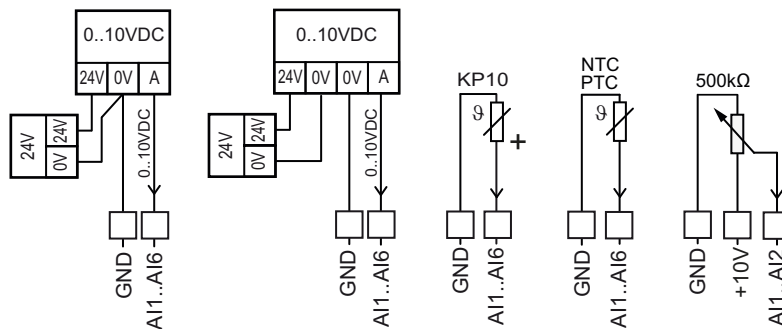 0..10VDC
24V 0V A
24V
24V
0V
0..10VDC
GND
AI1..AI6
0..10VDC
24V 0V 0V A
24V
24V
0V
0..10VDC
GND
AI1..AI6
KP10
ϑ
+
GND
AI1..AI6
NTC
PTC
ϑ
GND
AI1..AI6
500kΩ
GND
+10V
AI1..AI2